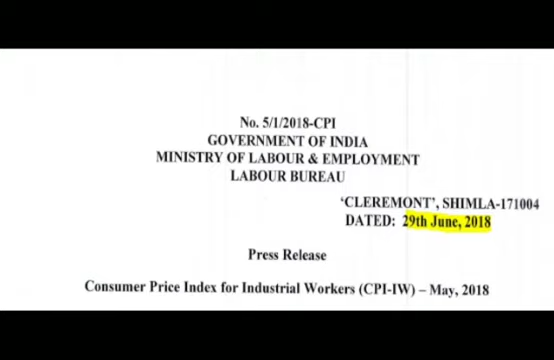 No. 5/1/2018-CPI
GOVERNMENT OF INDIA
MINISTRY OF LABOUR & EMPLOYMENT
LABOUR BUREAU
‘CLEREMONT’, SHIMLA-171004
DATED: 29th June, 2018
Press Release
Consumer Price Index for Industrial Workers (CPI-IW) – May, 2018